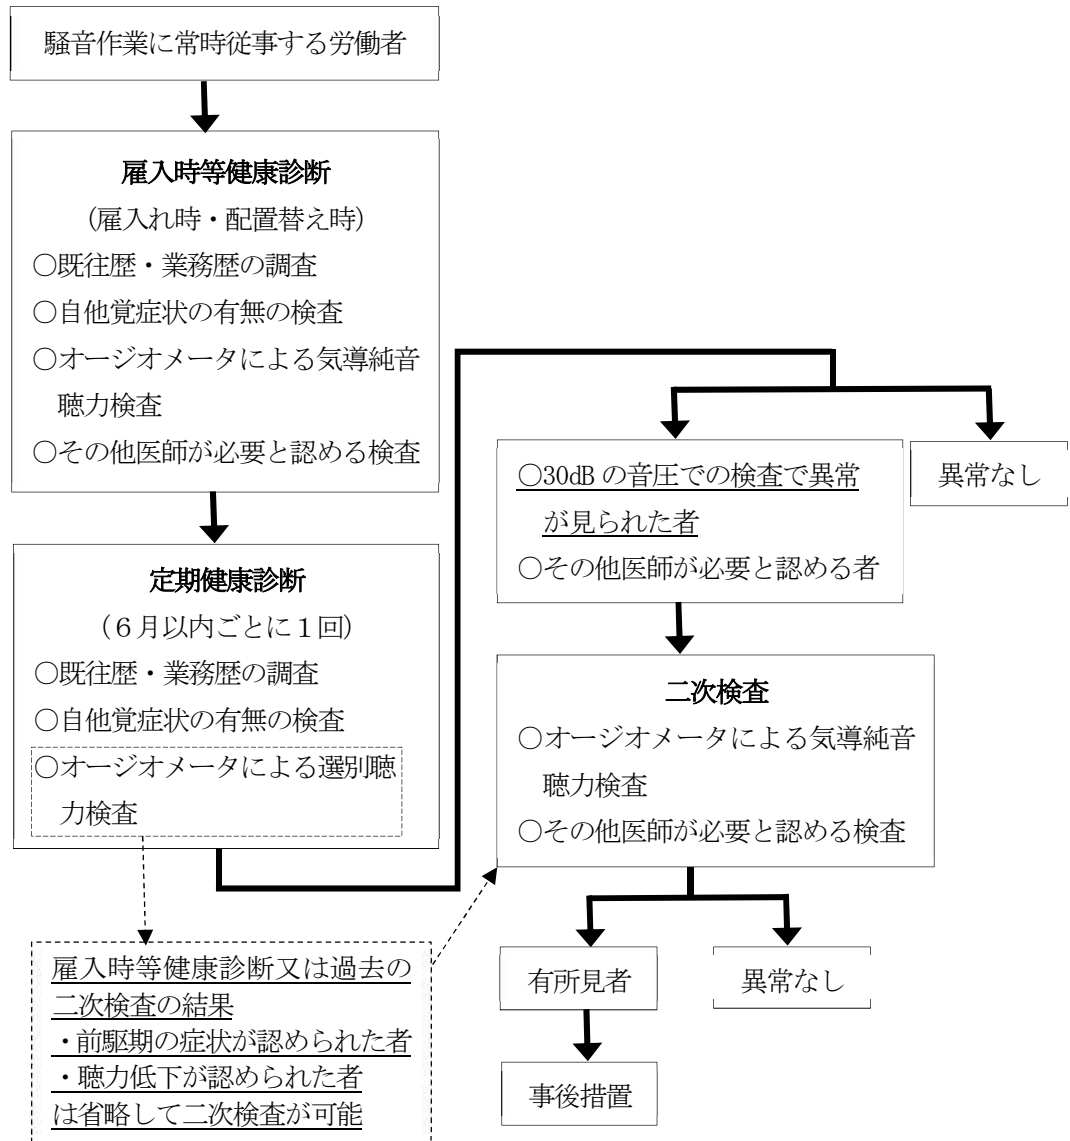 騒音作業に常時従事する労働者
雇入時等健康診断
(雇入れ時・配置替え時)
○既往歴・業務歴の調査
○自他覚症状の有無の検査
○オージオメータによる気導純音
聴力検査
○その他医師が必要と認める検査
定期健康診断
(６月以内ごとに１回)
○既往歴・業務歴の調査
○自他覚症状の有無の検査
○オージオメータによる選別聴
力検査
雇入時等健康診断又は過去の
二次検査の結果
・前駆期の症状が認められた者
・聴力低下が認められた者
は省略して二次検査が可能
○30dB の音圧での検査で異常
が見られた者
○その他医師が必要と認める者
異常なし
二次検査
○オージオメータによる気導純音
聴力検査
○その他医師が必要と認める検査
有所見者
異常なし
事後措置